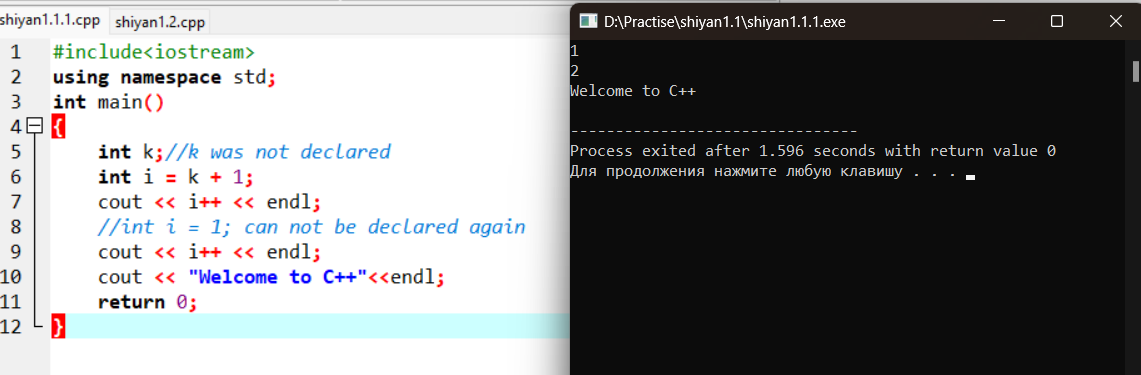 shiyan1.1.1.cpp shiyan1.2.cpp
1 #include<iostream>
2 using namespace std;
3 int main()
4 {
5 int k;//k was not declared
6 int i = k + 1;
7 cout << i++ << endl;
8 //int i = 1; can not be declared again
9 cout << i++ << endl;
10 cout << "Welcome to C++"<<endl;
11 return 0;
12 }
D:\Practise\shiyan1.1\shiyan1.1.1.exe
1
2
Welcome to C++
--------------------------------
Process exited after 1.596 seconds with return value 0
Для продолжения нажмите любую клавишу . . .